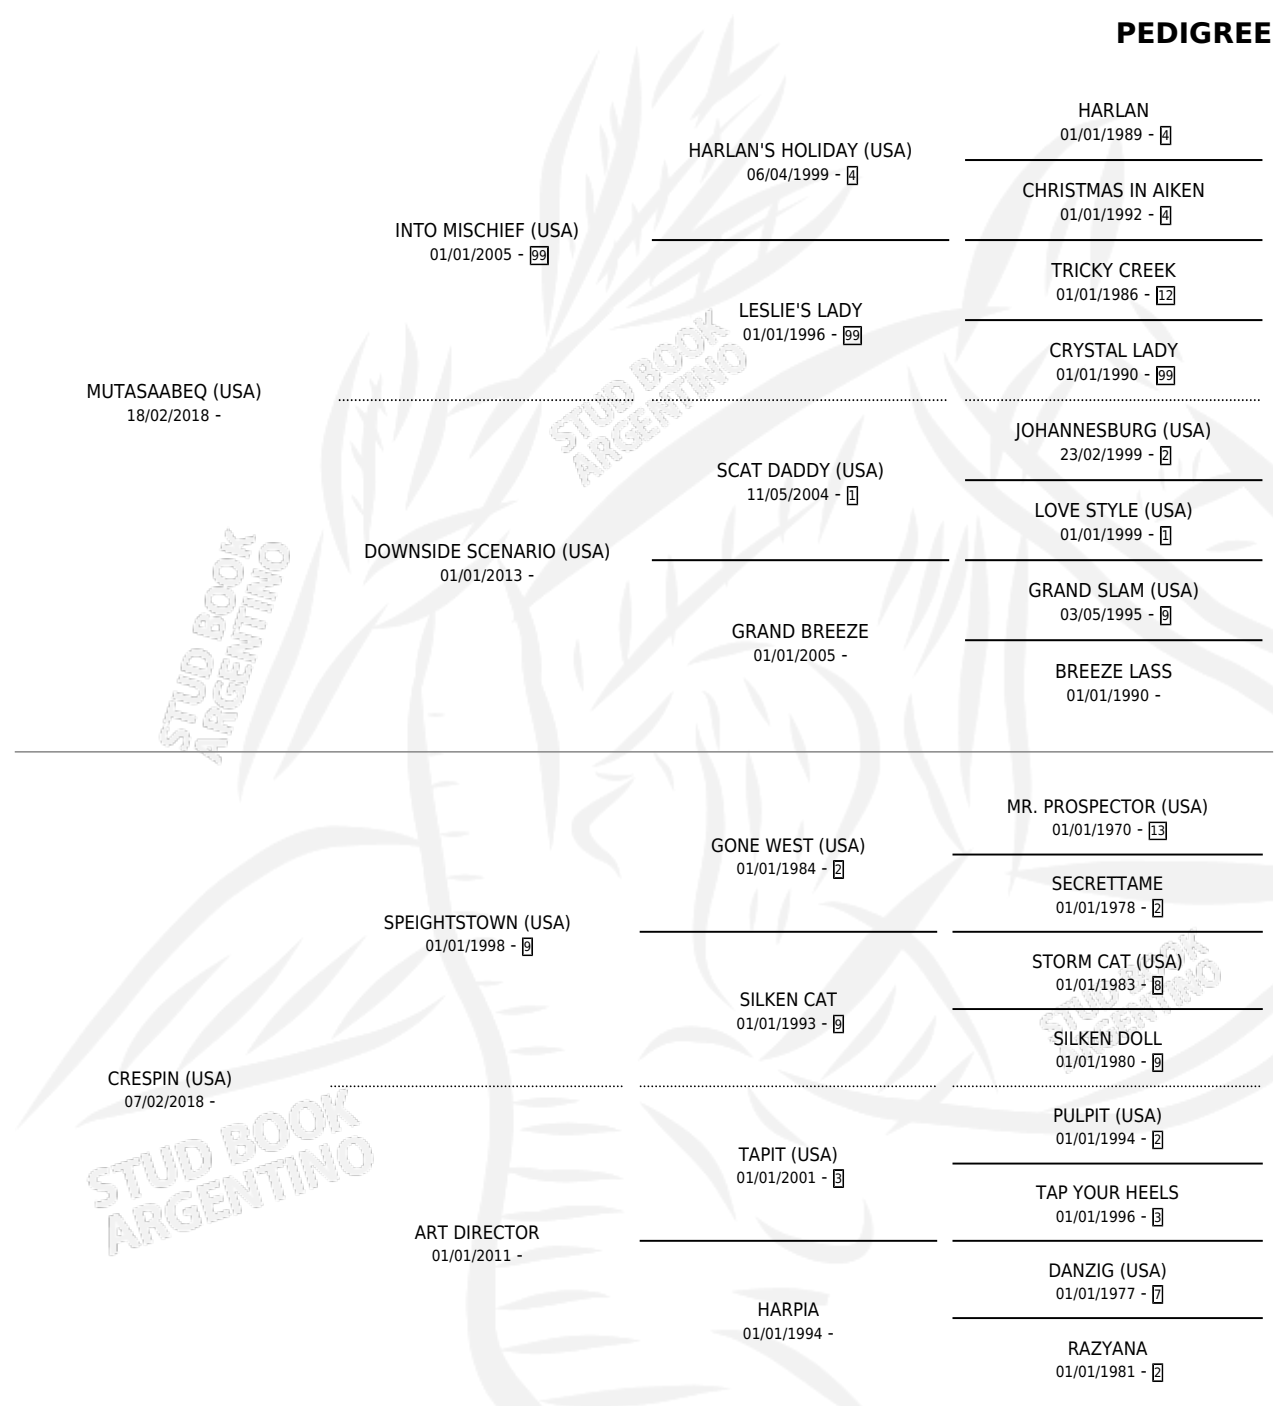 PEDIGREE
HARLAN
01/01/1989 - 4
HARLAN'S HOLIDAY (USA)
06/04/1999 - 4
CHRISTMAS IN AIKEN
01/01/1992 - 4
INTO MISCHIEF (USA)
01/01/2005 - 99
TRICKY CREEK
01/01/1986 - 12
LESLIE'S LADY
01/01/1996 - 99
CRYSTAL LADY
01/01/1990 - 99
MUTASAABEQ (USA)
18/02/2018 -
JOHANNESBURG (USA)
23/02/1999 - 2
SCAT DADDY (USA)
11/05/2004 - 1
LOVE STYLE (USA)
01/01/1999 - 1
DOWNSIDE SCENARIO (USA)
01/01/2013 -
GRAND SLAM (USA)
03/05/1995 - 9
GRAND BREEZE
01/01/2005 -
BREEZE LASS
01/01/1990 -
MR. PROSPECTOR (USA)
01/01/1970 - 13
GONE WEST (USA)
01/01/1984 - 2
SECRETTAME
01/01/1978 - 2
SPEIGHTSTOWN (USA)
01/01/1998 - 9
STORM CAT (USA)
01/01/1983 - 8
SILKEN CAT
01/01/1993 - 9
SILKEN DOLL
01/01/1980 - 9
CRESPIN (USA)
07/02/2018 -
PULPIT (USA)
01/01/1994 - 2
TAPIT (USA)
01/01/2001 - 3
TAP YOUR HEELS
01/01/1996 - 3
ART DIRECTOR
01/01/2011 -
DANZIG (USA)
01/01/1977 - 7
HARPIA
01/01/1994 -
RAZYANA
01/01/1981 - 2
STUD BOOK
ARGENTINO
STUD BOOK
ARGENTINO
STUD BOOK
ARGENTINO
STUD BOOK
ARGENTINO